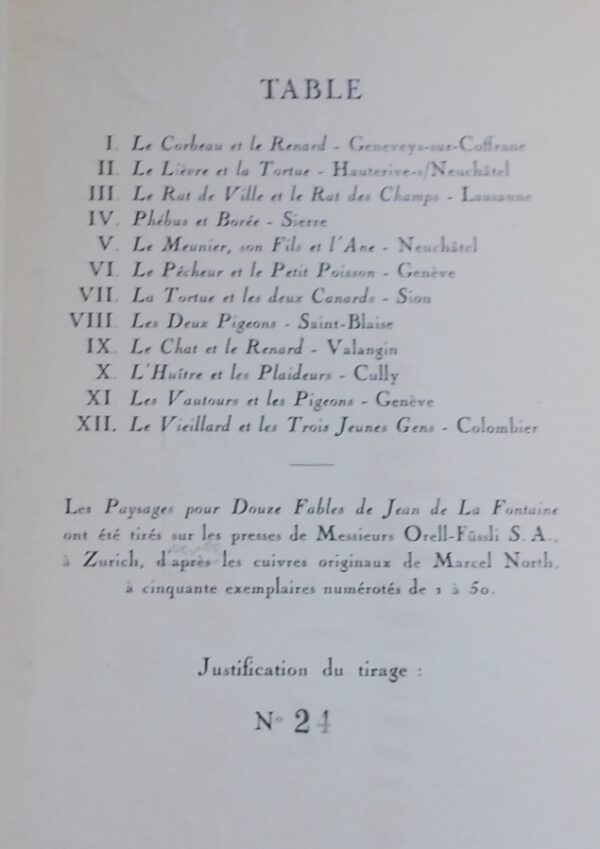 TABLE
I. Le Corbeau et le Renard - Geneveys-sur-Coffrane
II. Le Lièvre et la Tortue - Hauterive-s/Neuchâtel
III. Le Rat de Ville et le Rat des Champs - Lausanne
IV. Phébus et Borée - Sierre
V. Le Meunier, son Fils et l'Ane - Neuchâtel
VI. Le Pêcheur et le Petit Poisson - Genève
VII. La Tortue et les deux Canards - Sion
VIII. Les Deux Pigeons - Saint-Blaise
IX. Le Chat et le Renard - Valangin
X. L'Huître et les Plaideurs - Cully
XI. Les Vautours et les Pigeons - Genève
XII. Le Vieillard et les Trois Jeunes Gens - Colombier
Les Paysages pour Douze Fables de Jean de La Fontaine
ont été tirés sur les presses de Messieurs Orell-Füssli S. A.,
à Zurich, d'après les cuivres originaux de Marcel North,
à cinquante exemplaires numérotés de 1 à 50.
Justification du tirage :
No 24